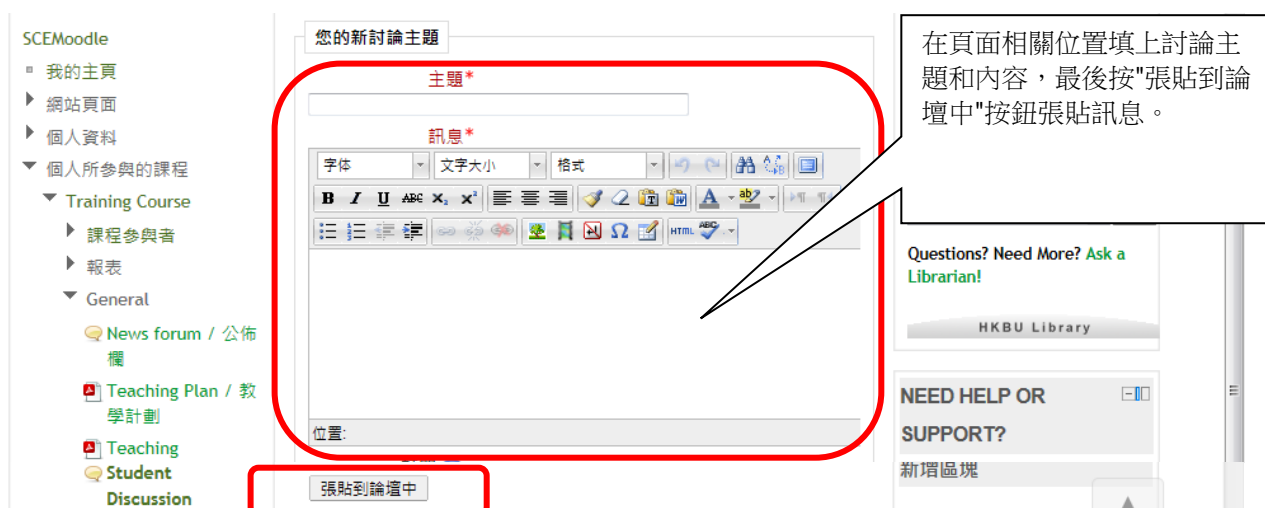 SCEMoodle
我的主頁
網站頁面
個人資料
個人所參與的課程
Training Course
課程參與者
報表
General
News forum / 公佈
欄
Teaching Plan / 教
學計劃
Teaching
Student
Discussion
您的新討論主題
主題*
訊息*
字体
文字大小
格式
B I U ABC X₂ X²
HTML ABC
位置:
張貼到論壇中
在頁面相關位置填上討論主
題和內容，最後按"張貼到論
壇中"按鈕張貼訊息。
Questions? Need More? Ask a
Librarian!
HKBU Library
NEED HELP OR
SUPPORT?
新增區塊